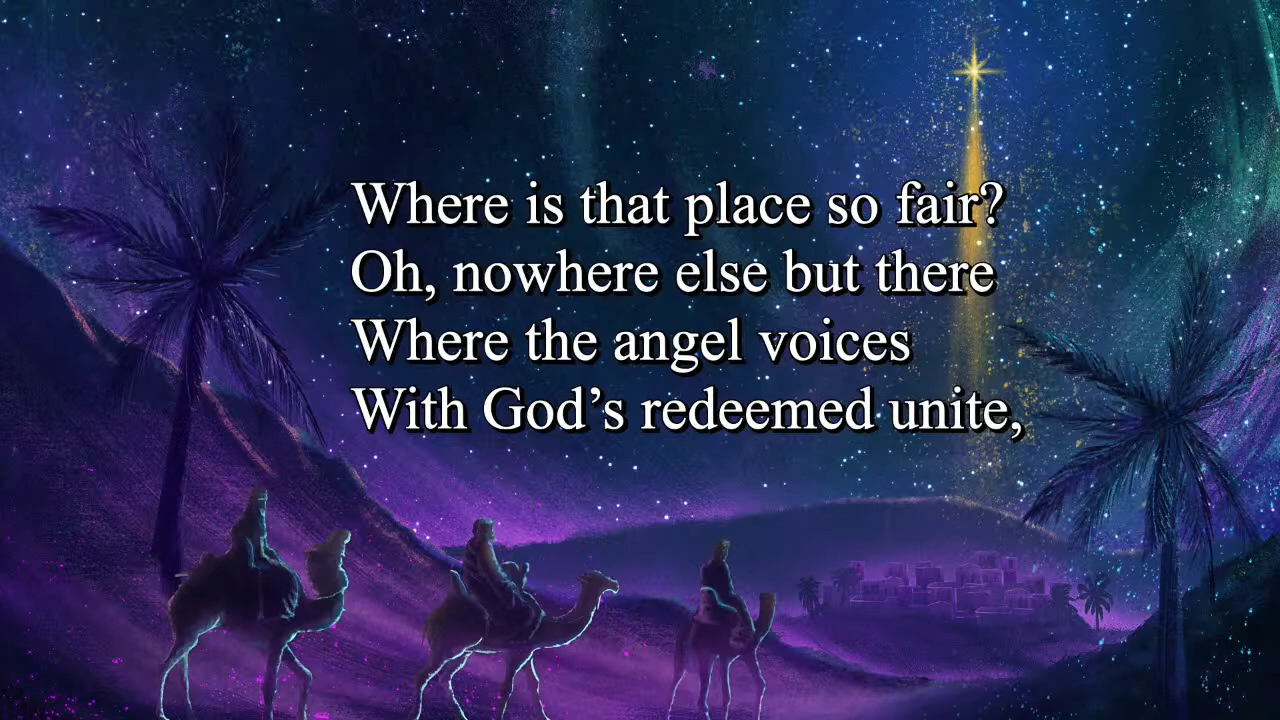 Where is that place so fair?
Oh, nowhere else but there
Where the angel voices
With God’s redeemed unite,